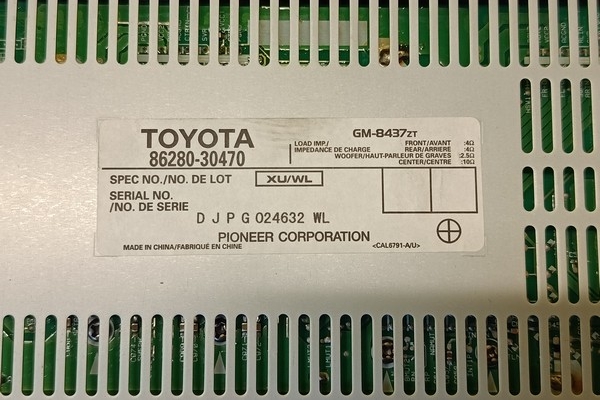 TOYOTA
86280-30470
GM-8437ZT
LOAD IMP./
IMPEDANCE DE CHARGE
FRONT/AVANT :4Ω
REAR/ARRIERE :4Ω
WOOFER/HAUT-PARLEUR DE GRAVES :2.5Ω
CENTER/CENTRE :10Ω
SPEC NO./NO. DE LOT XU/WL
SERIAL NO.
/NO. DE SERIE
D J P G 024632 WL
PIONEER CORPORATION
MADE IN CHINA/FABRIQUÉ EN CHINE
<CAL6791-A/U>